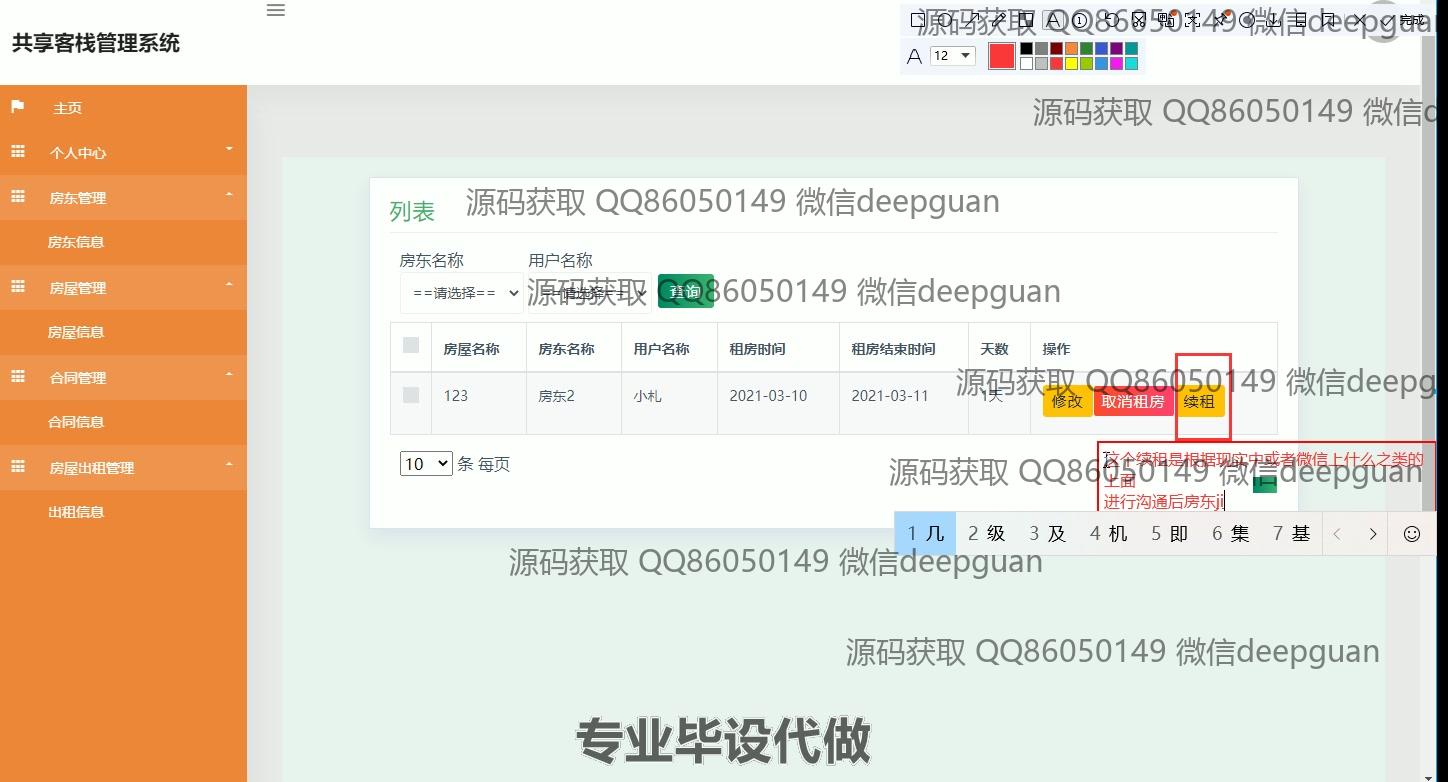 共享客栈管理系统
源码获取 QQ86050149 微信deepguan
完成
A 12
主页
源码获取 QQ86050149 微信d
个人中心
房东管理
列表
源码获取 QQ86050149 微信deepguan
房东信息
房东名称 用户名称
房屋管理
==请选择== ==请选择== 查询
源码获取 QQ86050149 微信deepguan
房屋信息
房屋名称 房东名称 用户名称 租房时间 租房结束时间 天数 操作
合同管理
源码获取 QQ86050149 微信deepg
123 房东2 小札 2021-03-10 2021-03-11 1天 修改 取消租房 续租
合同信息
10 条 每页
这个续租是根据现实中或者微信上什么之类的
上面
进行沟通后房东ji
房屋出租管理
源码获取 QQ86050149 微信deepguan
出租信息
1 几 2 级 3 及 4 机 5 即 6 集 7 基
源码获取 QQ86050149 微信deepguan
源码获取 QQ86050149 微信deepguan
专业毕设代做